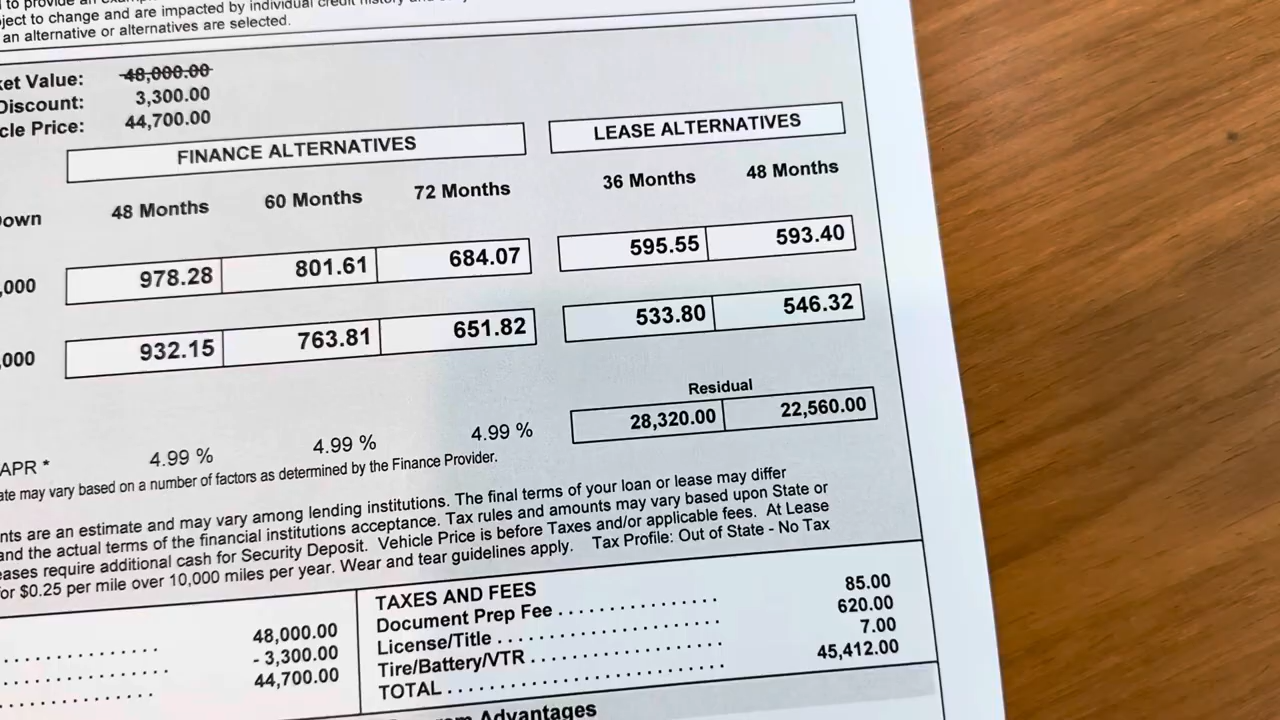 to provide an
ject to change and are impacted by individual credit history and
an alternative or alternatives are selected.
ket Value: 48,000.00
Discount: 3,300.00
cle Price: 44,700.00
FINANCE ALTERNATIVES LEASE ALTERNATIVES
own 48 Months 60 Months 72 Months 36 Months 48 Months
,000 978.28 801.61 684.07 595.55 593.40
000 932.15 763.81 651.82 533.80 546.32
Residual
28,320.00 22,560.00
APR * 4.99 % 4.99 % 4.99 %
ate may vary based on a number of factors as determined by the Finance Provider.
nts are an estimate and may vary among lending institutions. The final terms of your loan or lease may differ
and the actual terms of the financial institutions acceptance. Tax rules and amounts may vary based upon State or
eases require additional cash for Security Deposit. Vehicle Price is before Taxes and/or applicable fees. At Lease
or $0.25 per mile over 10,000 miles per year. Wear and tear guidelines apply. Tax Profile: Out of State - No Tax
48,000.00
- 3,300.00
44,700.00
TAXES AND FEES
Document Prep Fee . . . . . . . . . . . . . . . . 85.00
License/Title . . . . . . . . . . . . . . . . . . . . . . 620.00
Tire/Battery/VTR . . . . . . . . . . . . . . . . . . 7.00
TOTAL . . . . . . . . . . . . . . . . . . . . . . . . . . . 45,412.00
Advantages